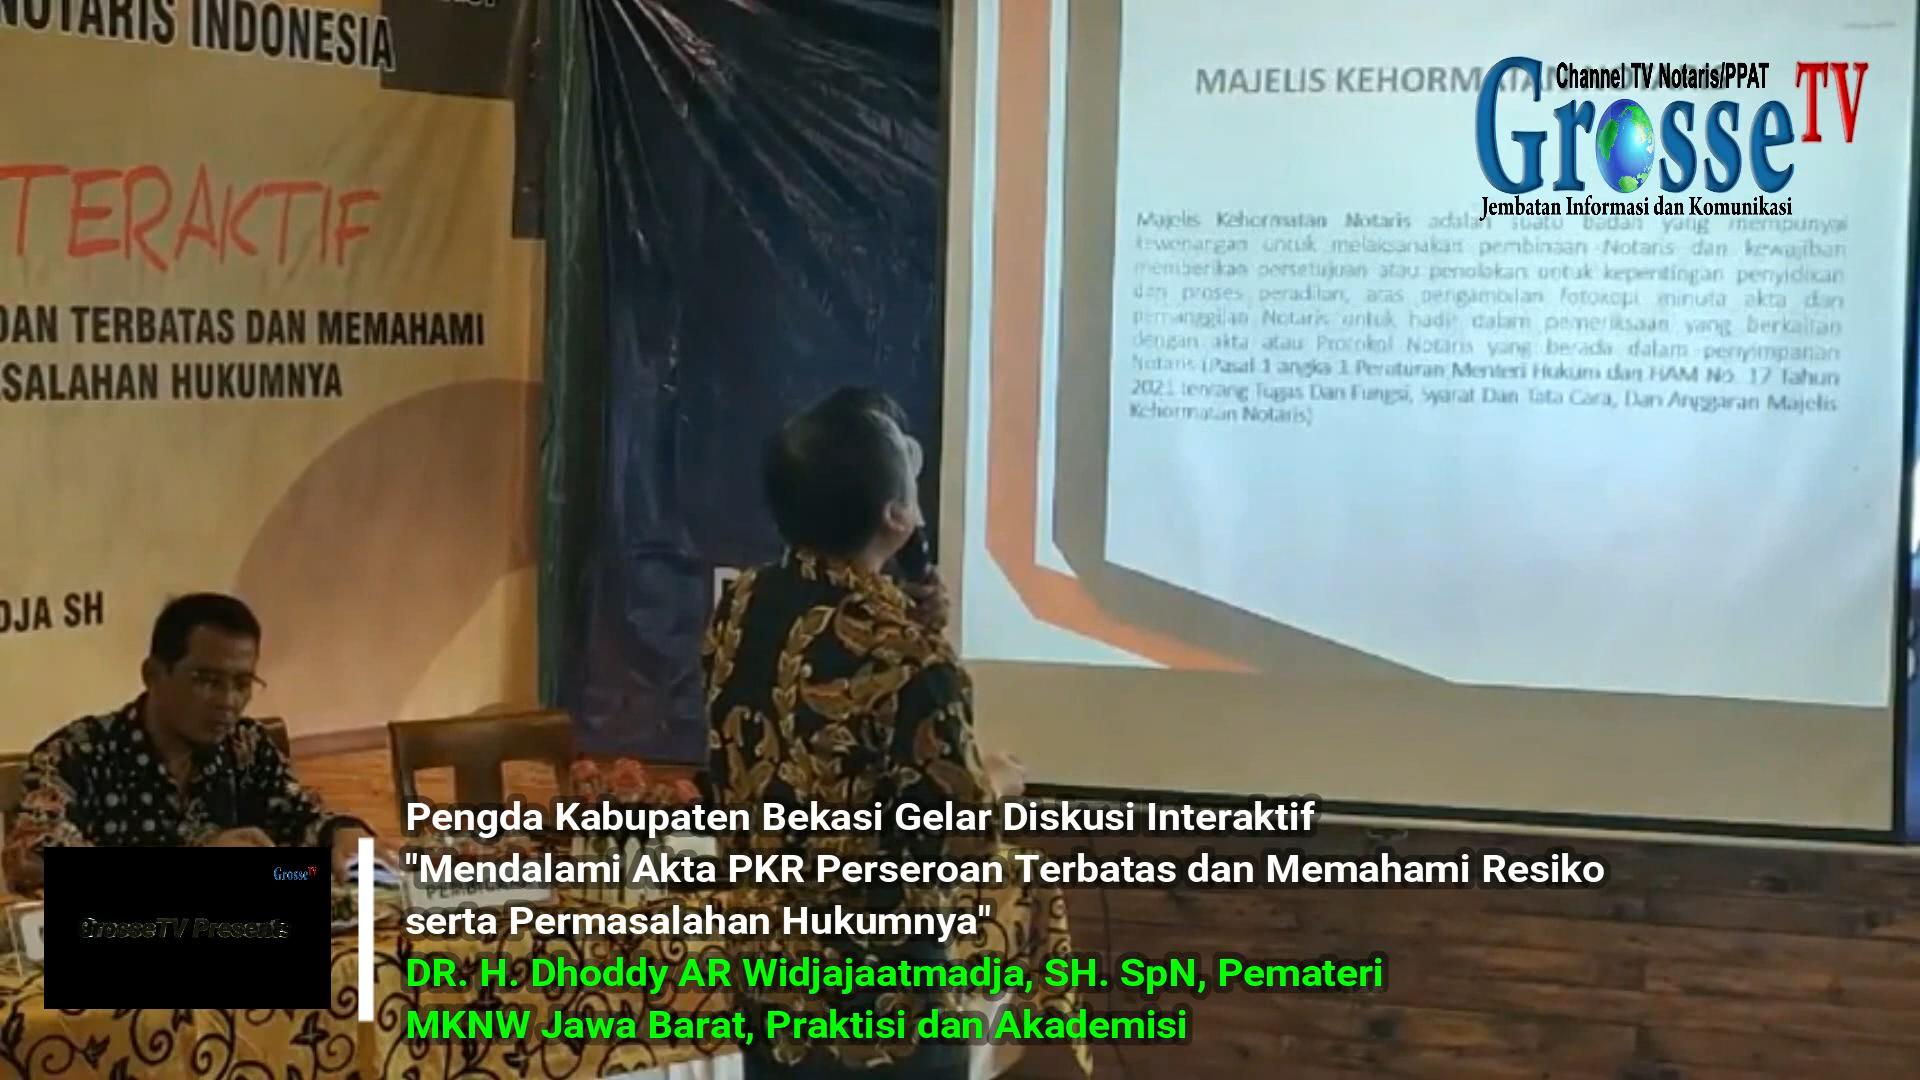 NOTARIS INDONESIA
TERAKTIF
DAN TERBATAS DAN MEMAHAMI
SALAHAN HUKUMNYA
DJA SH
MAJELIS KEHORMATAN NOTARIS
Channel TV Notaris/PPAT
Grosse TV
Jembatan Informasi dan Komunikasi
Majelis Kehormatan Notaris adalah suatu badan yang mempunyai
kewenangan untuk melaksanakan pembinaan Notaris dan kewajiban
memberikan persetujuan atau penolakan untuk kepentingan penyidikan
dan proses peradilan, atas pengambilan fotokopi minuta akta dan
pemanggilan Notaris untuk hadir dalam pemeriksaan yang berkaitan
dengan akta atau Protokol Notaris yang berada dalam penyimpanan
Notaris (Pasal 1 angka 1 Peraturan Menteri Hukum dan HAM No. 17 Tahun
2021 tentang Tugas Dan Fungsi, Syarat Dan Tata Cara, Dan Anggaran Majelis
Kehormatan Notaris)
Pengda Kabupaten Bekasi Gelar Diskusi Interaktif
"Mendalami Akta PKR Perseroan Terbatas dan Memahami Resiko
serta Permasalahan Hukumnya"
DR. H. Dhoddy AR Widjajaatmadja, SH. SpN, Pemateri
MKNW Jawa Barat, Praktisi dan Akademisi
GrosseTV
GrosseTV Presents